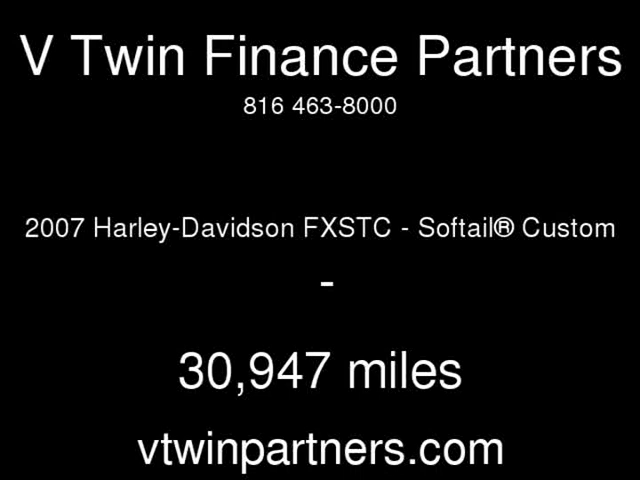 V Twin Finance Partners
816 463-8000
2007 Harley-Davidson FXSTC - Softail® Custom
-
30,947 miles
vtwinpartners.com